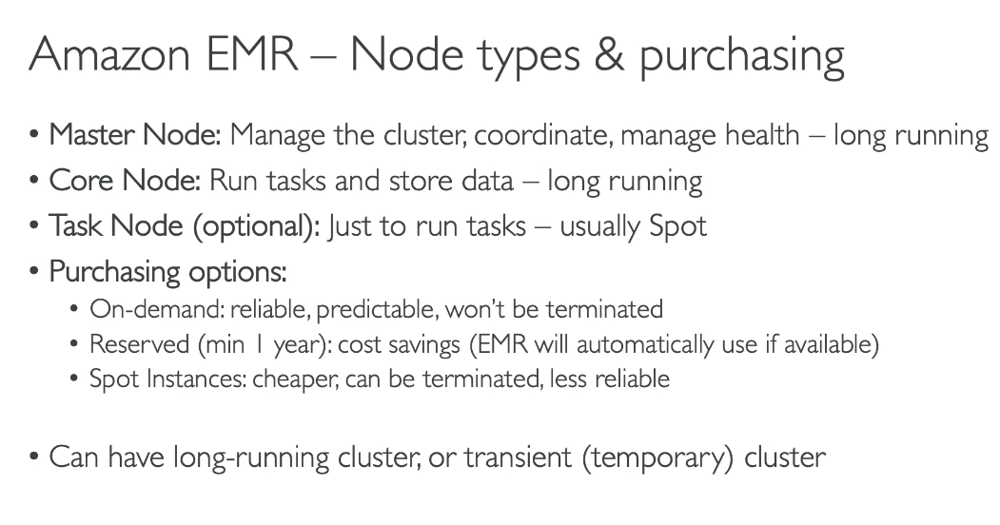 Amazon EMR – Node types & purchasing
• Master Node: Manage the cluster, coordinate, manage health – long running
• Core Node: Run tasks and store data – long running
• Task Node (optional): Just to run tasks – usually Spot
• Purchasing options:
• On-demand: reliable, predictable, won't be terminated
• Reserved (min 1 year): cost savings (EMR will automatically use if available)
• Spot Instances: cheaper, can be terminated, less reliable
• Can have long-running cluster, or transient (temporary) cluster